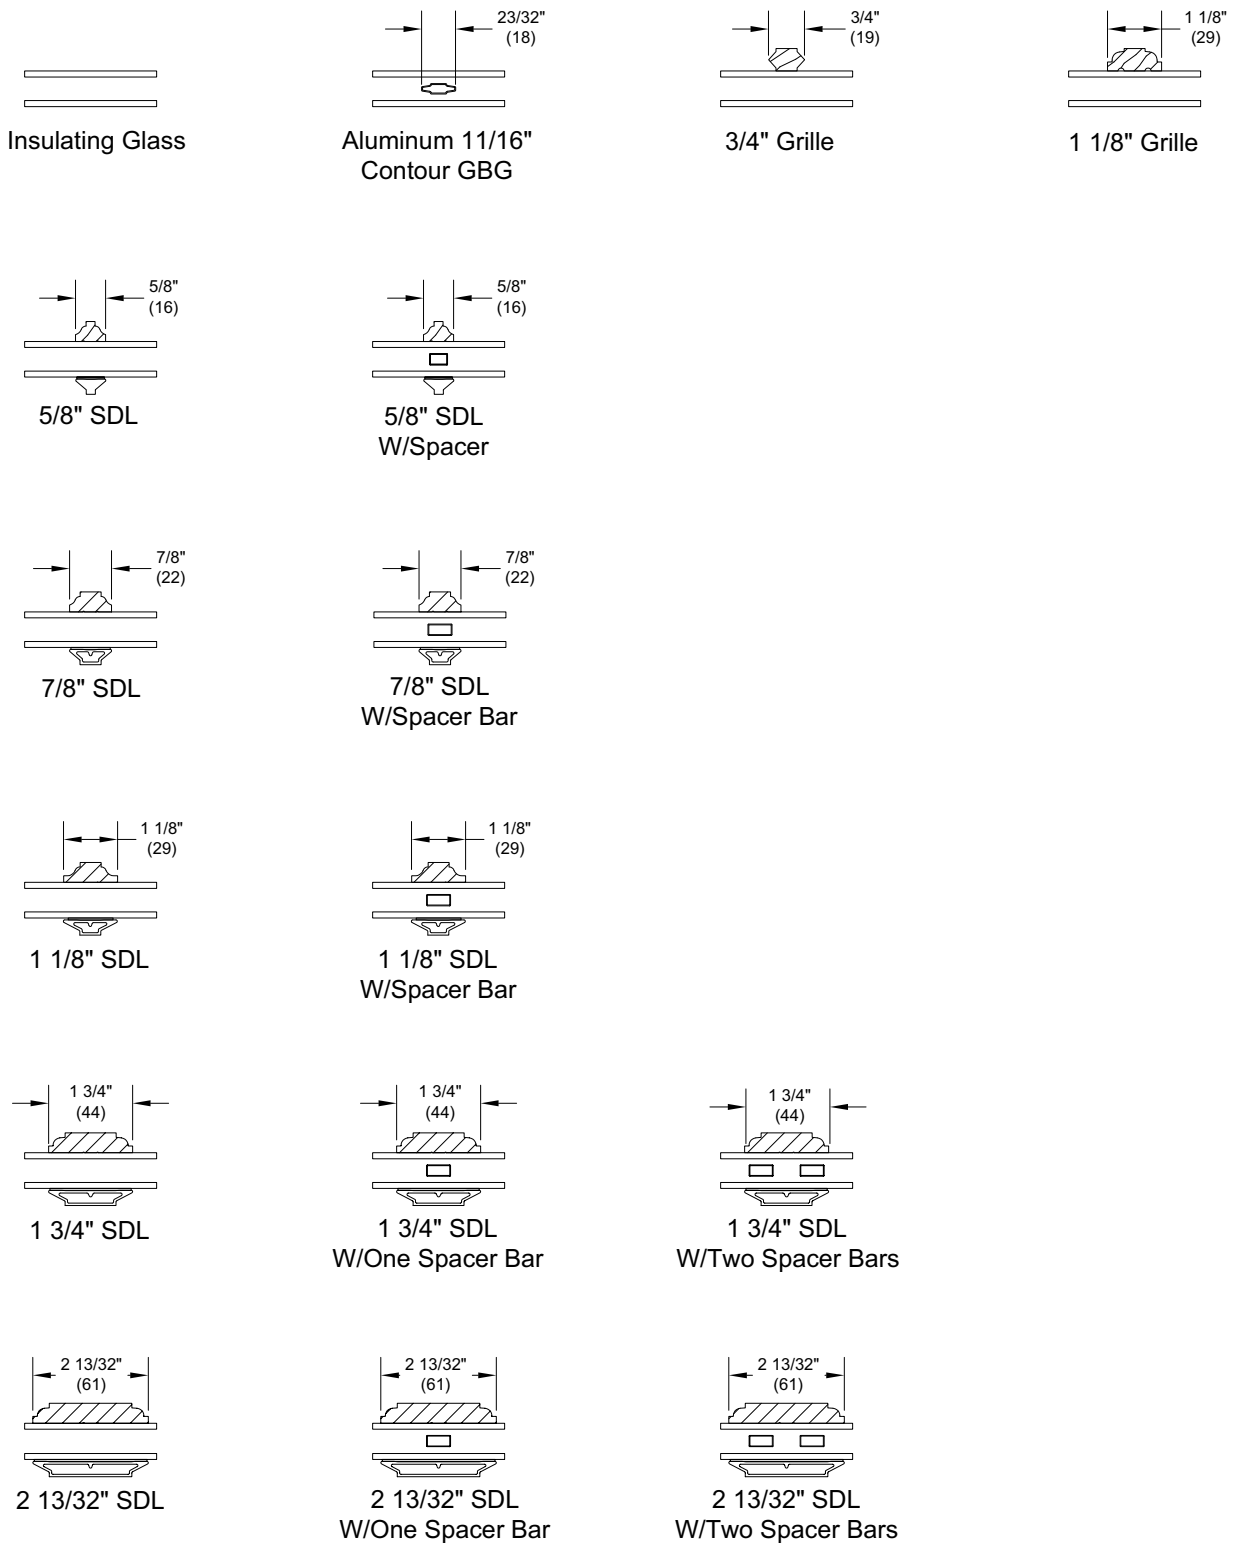 23/32"
(18)
3/4"
(19)
1 1/8"
(29)
Insulating Glass
Aluminum 11/16"
Contour GBG
3/4" Grille
1 1/8" Grille
5/8"
(16)
5/8"
(16)
5/8" SDL
5/8" SDL
W/Spacer
7/8"
(22)
7/8"
(22)
7/8" SDL
7/8" SDL
W/Spacer Bar
1 1/8"
(29)
1 1/8"
(29)
1 1/8" SDL
1 1/8" SDL
W/Spacer Bar
1 3/4"
(44)
1 3/4"
(44)
1 3/4"
(44)
1 3/4" SDL
1 3/4" SDL
W/One Spacer Bar
1 3/4" SDL
W/Two Spacer Bars
2 13/32"
(61)
2 13/32"
(61)
2 13/32"
(61)
2 13/32" SDL
2 13/32" SDL
W/One Spacer Bar
2 13/32" SDL
W/Two Spacer Bars